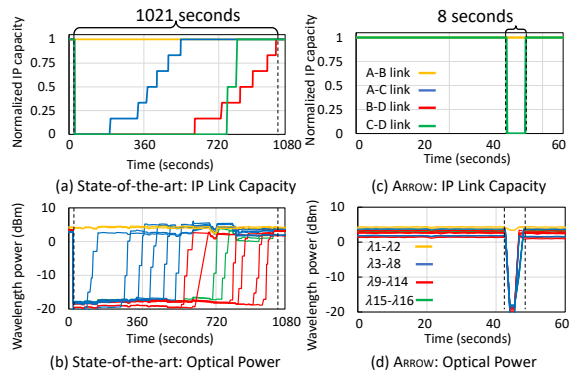 1021 seconds
8 seconds
Normalized IP capacity
1
0.75
0.5
0.25
0
0 360 720 1080
Time (seconds)
(a) State-of-the-art: IP Link Capacity
Normalized IP capacity
1
0.75
0.5
0.25
0
A-B link
A-C link
B-D link
C-D link
0 20 40 60
Time (seconds)
(c) ARROW: IP Link Capacity
Wavelength power (dBm)
10
0
-10
-20
0 360 720 1080
Time (seconds)
(b) State-of-the-art: Optical Power
Wavelength power (dBm)
10
0
-10
-20
λ1-λ2
λ3-λ8
λ9-λ14
λ15-λ16
0 20 40 60
Time (seconds)
(d) ARROW: Optical Power